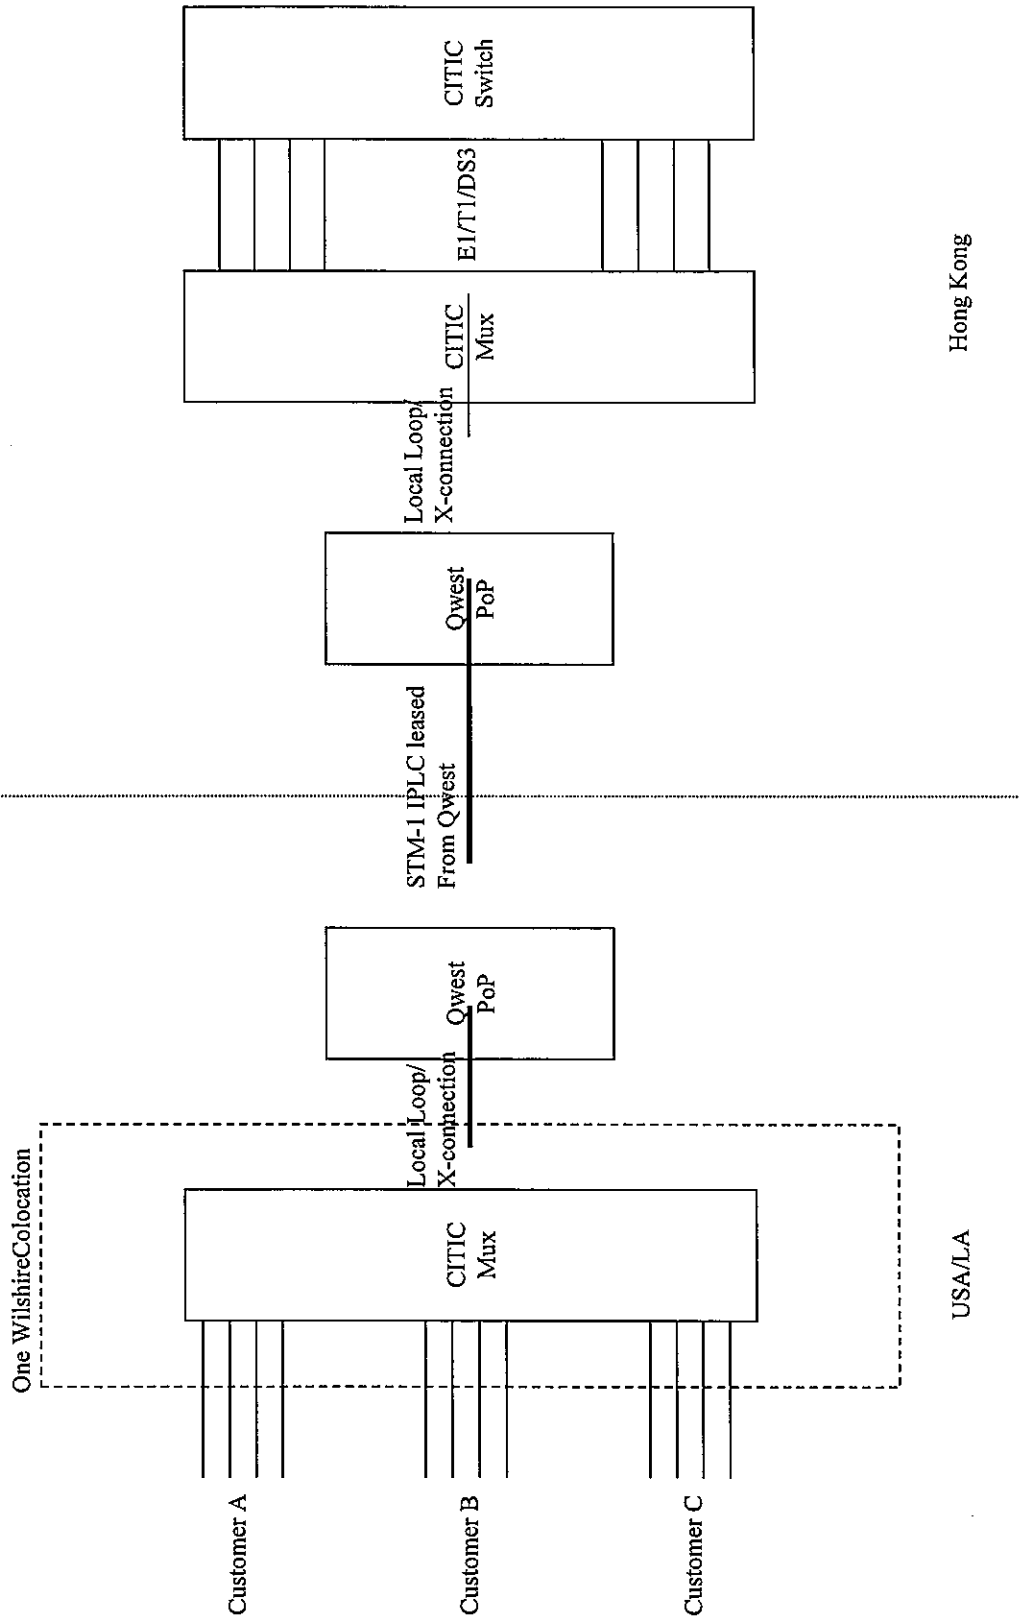 One WilshireColocation
Customer A
Customer B
Customer C
CITIC
Mux
Local Loop/
X-connection
Qwest
PoP
STM-1 IPLC leased
From Qwest
Qwest
PoP
Local Loop/
X-connection
CITIC
Mux
E1/T1/DS3
CITIC
Switch
USA/LA
Hong Kong